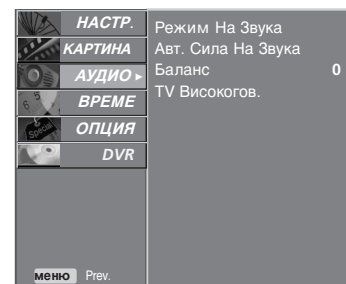 НАСТР.
КАРТИНА
АУДИО ▸
ВРЕМЕ
ОПЦИЯ
DVR
Режим На Звука
Авт. Сила На Звука
Баланс 0
TV Високогов.
меню Prev.